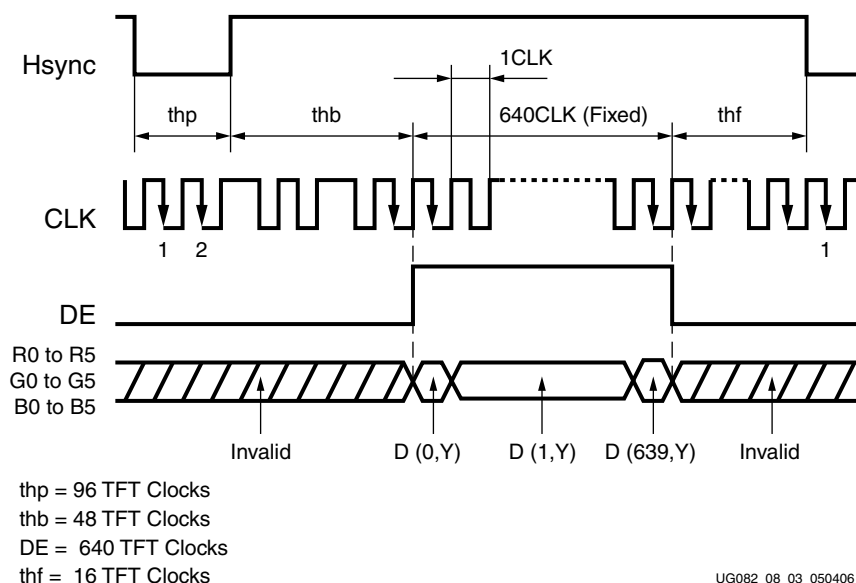 1CLK
Hsync
thp thb 640CLK (Fixed) thf
CLK
1 2 1
DE
R0 to R5
G0 to G5
B0 to B5
Invalid D (0,Y) D (1,Y) D (639,Y) Invalid
thp = 96 TFT Clocks
thb = 48 TFT Clocks
DE = 640 TFT Clocks
thf = 16 TFT Clocks
UG082_08_03_050406